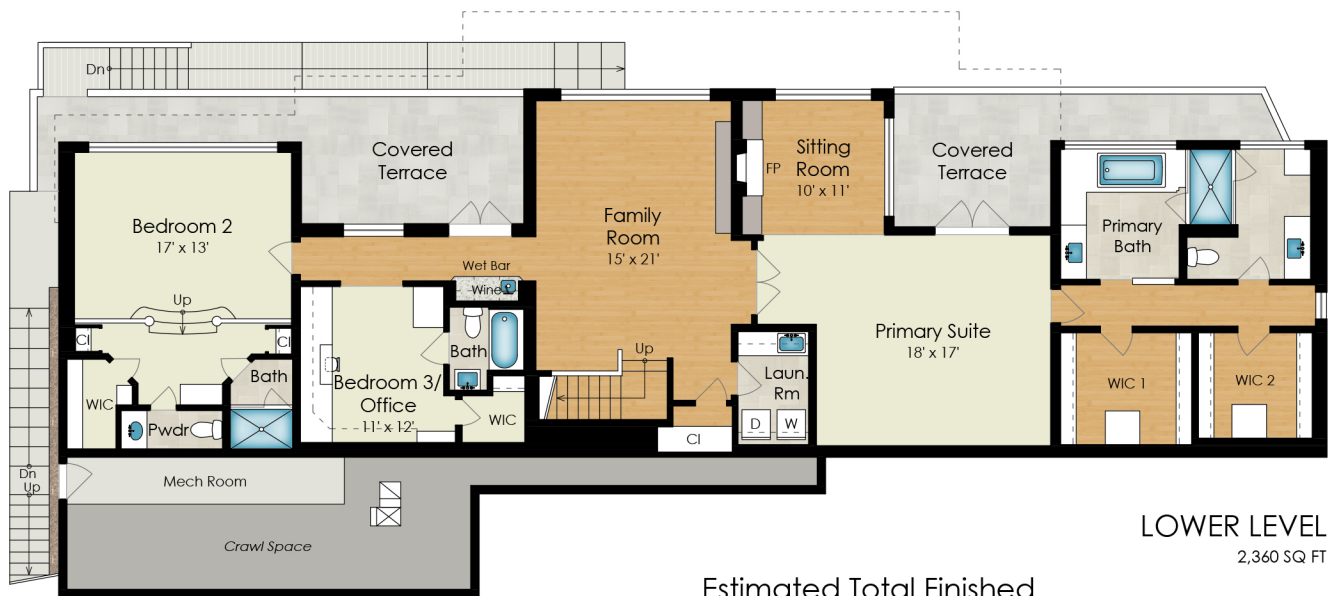 Dn
Covered
Terrace
Sitting
Room
10' x 11'
FP
Covered
Terrace
Bedroom 2
17' x 13'
Family
Room
15' x 21'
Primary
Bath
Wet Bar
Wine
Up
Cl
Cl
Primary Suite
18' x 17'
Bath
Up
Bath
Laun.
Rm
WIC 1
WIC 2
WIC
Bedroom 3/
Office
11' x 12'
WIC
Pwdr
D
W
Cl
Dn
Up
Mech Room
Crawl Space
LOWER LEVEL
2,360 SQ FT
Estimated Total Finished